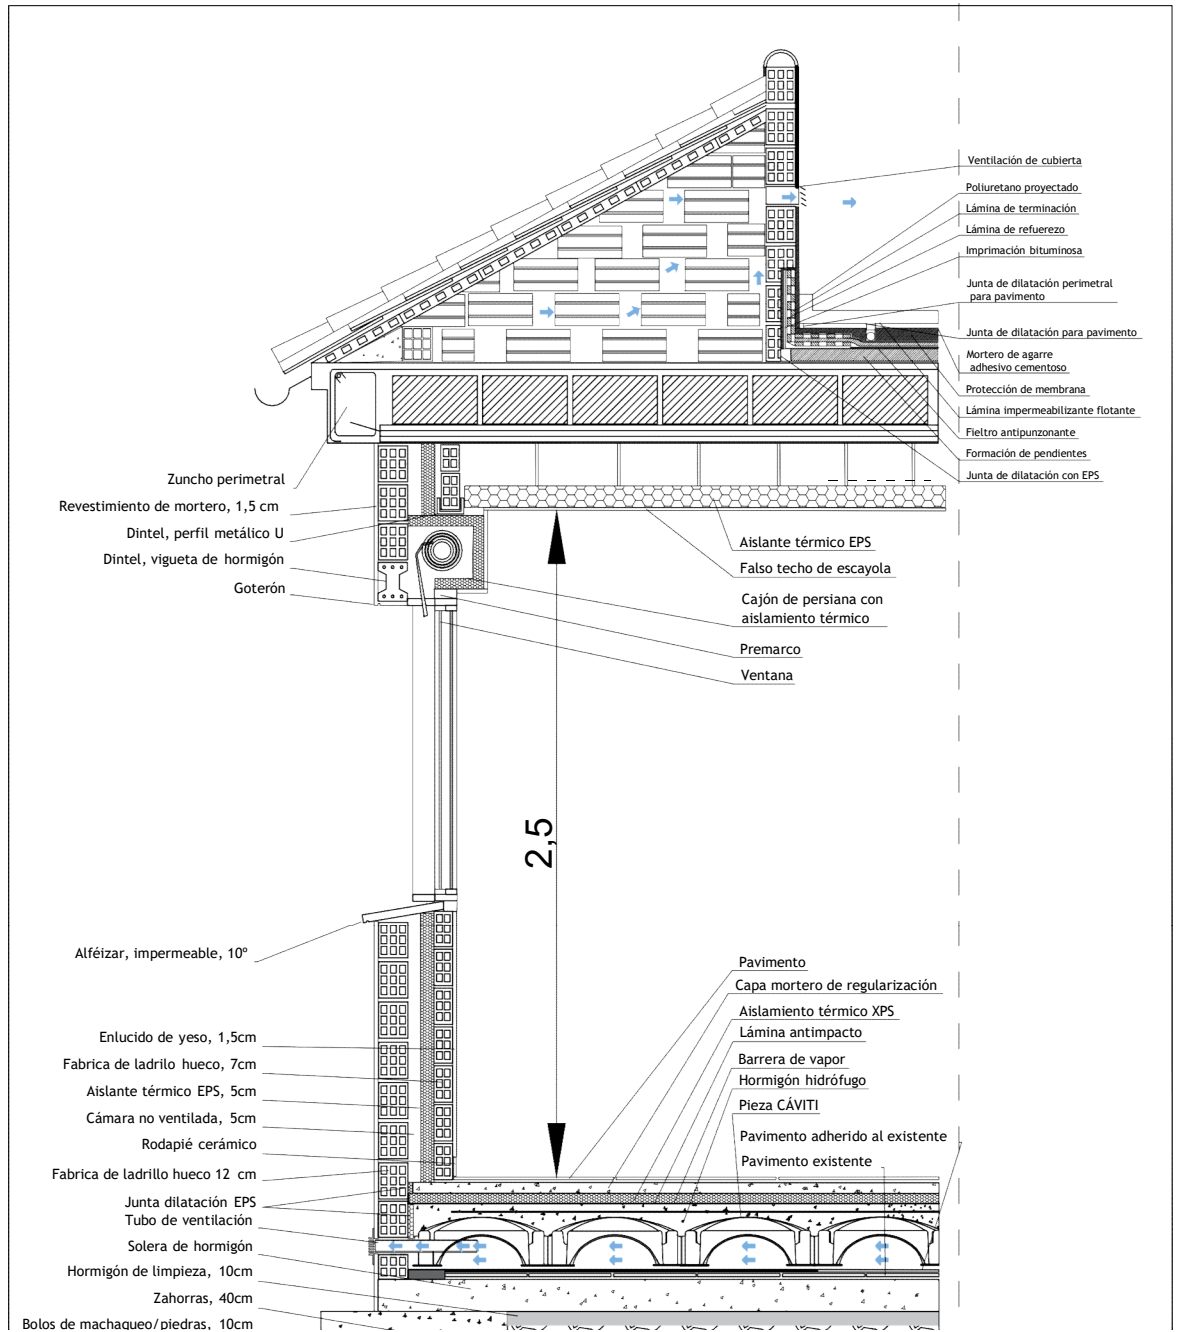 Ventilación de cubierta
Poliuretano proyectado
Lámina de terminación
Lámina de refuerezo
Imprimación bituminosa
Junta de dilatación perimetral
para pavimento
Junta de dilatación para pavimento
Mortero de agarre
adhesivo cementoso
Protección de membrana
Lámina impermeabilizante flotante
Fieltro antipunzonante
Formación de pendientes
Junta de dilatación con EPS
Zuncho perimetral
Revestimiento de mortero, 1,5 cm
Dintel, perfil metálico U
Dintel, vigueta de hormigón
Goterón
Aislante térmico EPS
Falso techo de escayola
Cajón de persiana con
aislamiento térmico
Premarco
Ventana
2,5
Alféizar, impermeable, 10º
Enlucido de yeso, 1,5cm
Fabrica de ladrilo hueco, 7cm
Aislante térmico EPS, 5cm
Cámara no ventilada, 5cm
Rodapié cerámico
Fabrica de ladrillo hueco 12 cm
Junta dilatación EPS
Tubo de ventilación
Solera de hormigón
Hormigón de limpieza, 10cm
Zahorras, 40cm
Bolos de machaqueo/piedras, 10cm
Pavimento
Capa mortero de regularización
Aislamiento térmico XPS
Lámina antimpacto
Barrera de vapor
Hormigón hidrófugo
Pieza CÁVITI
Pavimento adherido al existente
Pavimento existente